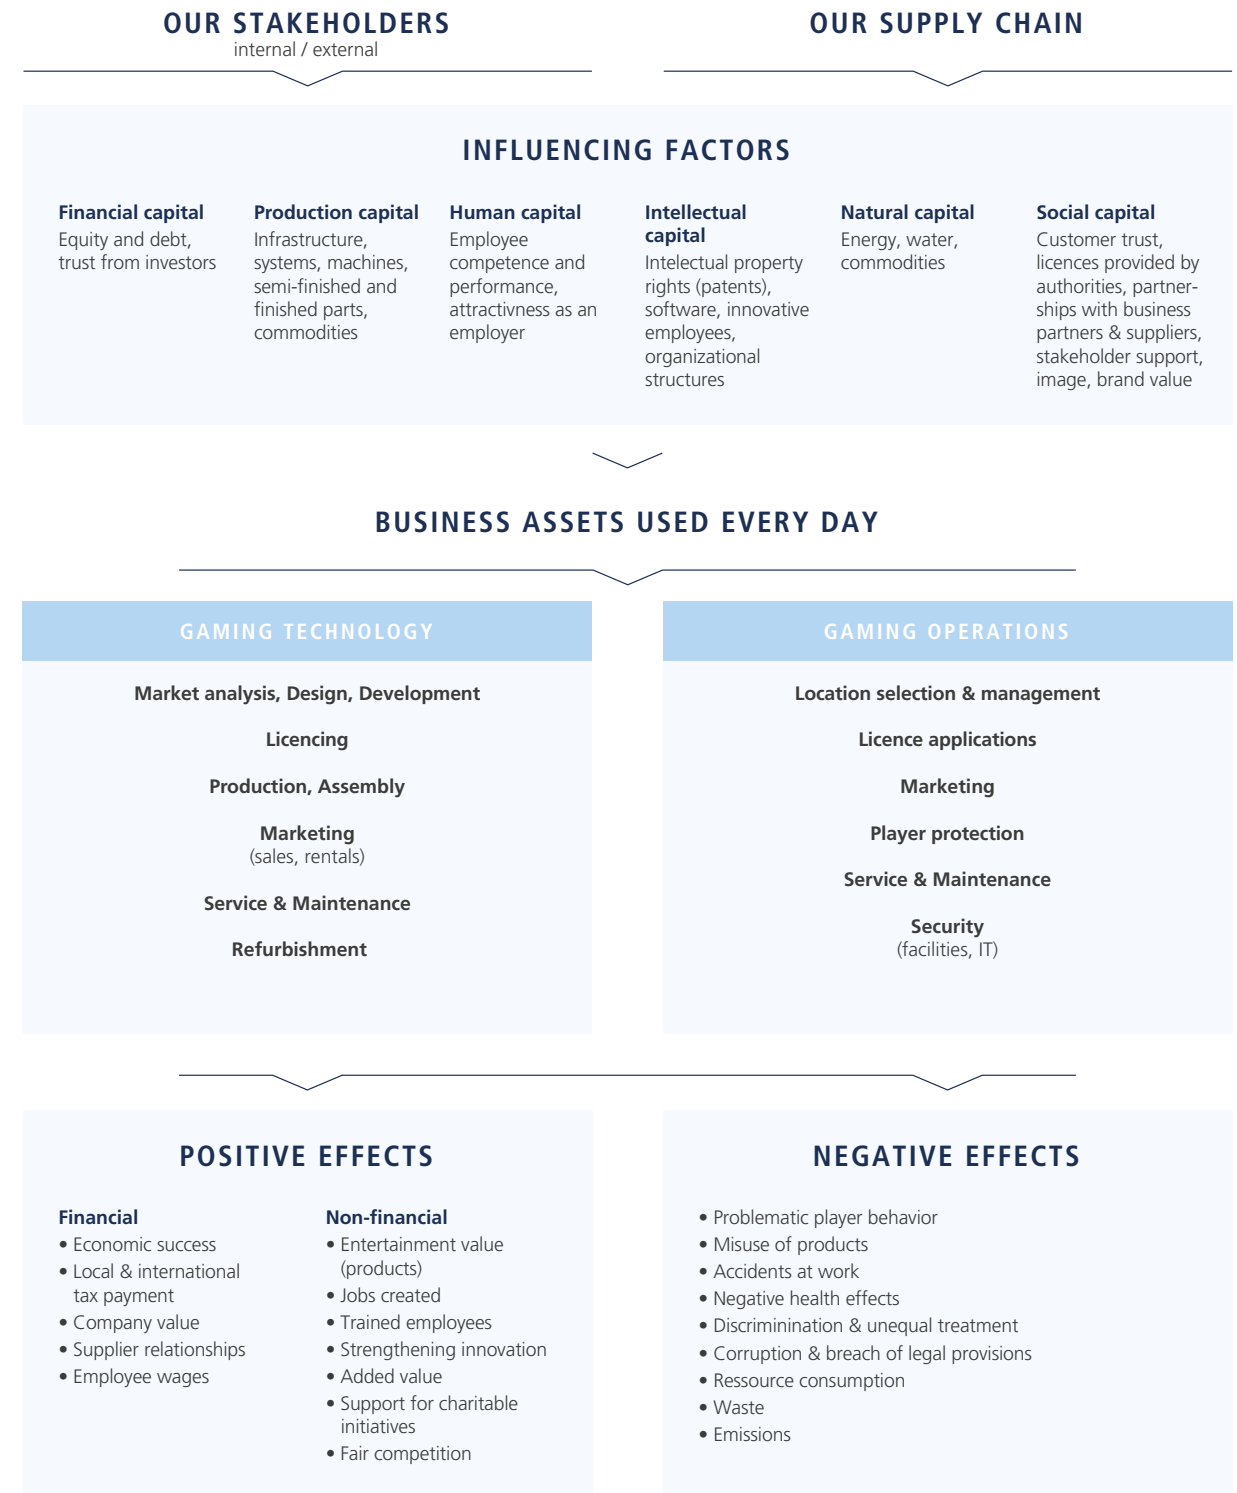 OUR STAKEHOLDERS
internal / external
OUR SUPPLY CHAIN
INFLUENCING FACTORS
Financial capital
Equity and debt,
trust from investors
Production capital
Infrastructure,
systems, machines,
semi-finished and
finished parts,
commodities
Human capital
Employee
competence and
performance,
attractivness as an
employer
Intellectual
capital
Intelectual property
rights (patents),
software, innovative
employees,
organizational
structures
Natural capital
Energy, water,
commodities
Social capital
Customer trust,
licences provided by
authorities, partner-
ships with business
partners & suppliers,
stakeholder support,
image, brand value
BUSINESS ASSETS USED EVERY DAY
GAMING TECHNOLOGY
Market analysis, Design, Development
Licencing
Production, Assembly
Marketing
(sales, rentals)
Service & Maintenance
Refurbishment
GAMING OPERATIONS
Location selection & management
Licence applications
Marketing
Player protection
Service & Maintenance
Security
(facilities, IT)
POSITIVE EFFECTS
Financial
• Economic success
• Local & international
tax payment
• Company value
• Supplier relationships
• Employee wages
Non-financial
• Entertainment value
(products)
• Jobs created
• Trained employees
• Strengthening innovation
• Added value
• Support for charitable
initiatives
• Fair competition
NEGATIVE EFFECTS
• Problematic player behavior
• Misuse of products
• Accidents at work
• Negative health effects
• Discriminination & unequal treatment
• Corruption & breach of legal provisions
• Ressource consumption
• Waste
• Emissions